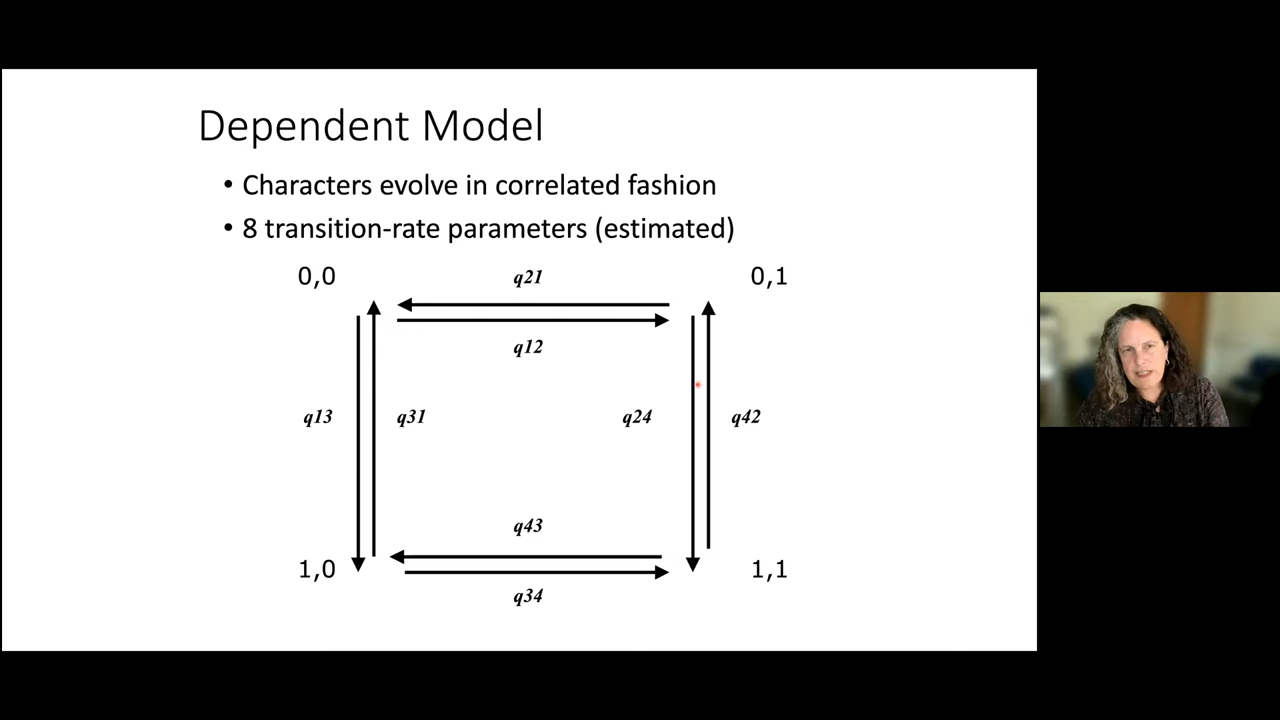 Dependent Model
• Characters evolve in correlated fashion
• 8 transition-rate parameters (estimated)
0,0 q21 0,1
q12
q13 q31 q24 q42
q43
1,0 1,1
q34